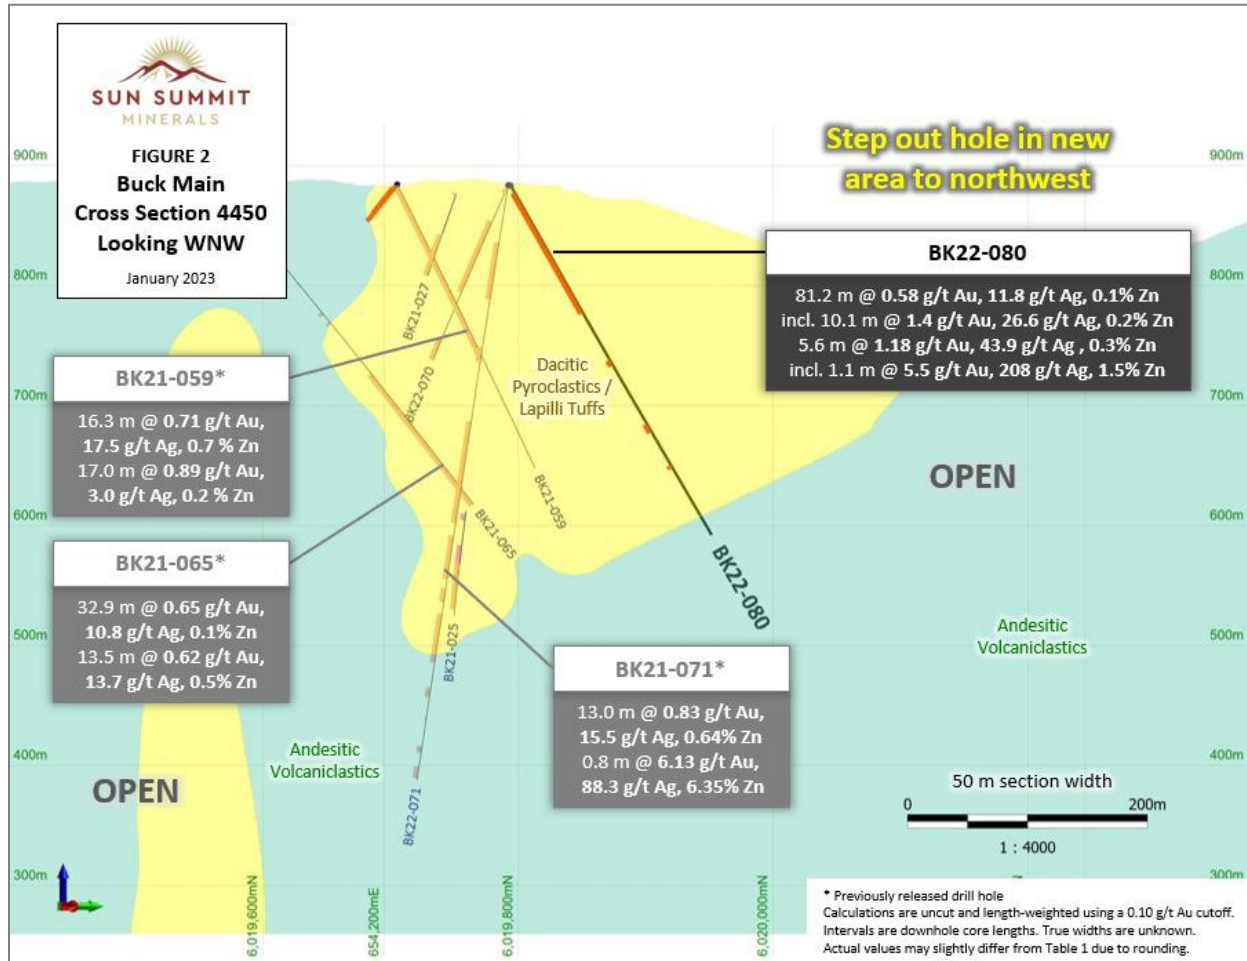 SUN SUMMIT
MINERALS
FIGURE 2
Buck Main
Cross Section 4450
Looking WNW
January 2023
Step out hole in new
area to northwest
900m
900m
800m
800m
700m
700m
600m
600m
500m
500m
400m
400m
300m
300m
BK22-080
81.2 m @ 0.58 g/t Au, 11.8 g/t Ag, 0.1% Zn
incl. 10.1 m @ 1.4 g/t Au, 26.6 g/t Ag, 0.2% Zn
5.6 m @ 1.18 g/t Au, 43.9 g/t Ag , 0.3% Zn
incl. 1.1 m @ 5.5 g/t Au, 208 g/t Ag, 1.5% Zn
BK21-027
BK22-070
Dacitic
Pyroclastics /
Lapilli Tuffs
BK21-059*
16.3 m @ 0.71 g/t Au,
17.5 g/t Ag, 0.7 % Zn
17.0 m @ 0.89 g/t Au,
3.0 g/t Ag, 0.2 % Zn
OPEN
BK21-059
BK21-065
BK22-080
BK21-065*
32.9 m @ 0.65 g/t Au,
10.8 g/t Ag, 0.1% Zn
13.5 m @ 0.62 g/t Au,
13.7 g/t Ag, 0.5% Zn
BK21-025
Andesitic
Volcaniclastics
BK21-071*
13.0 m @ 0.83 g/t Au,
15.5 g/t Ag, 0.64% Zn
0.8 m @ 6.13 g/t Au,
88.3 g/t Ag, 6.35% Zn
Andesitic
Volcaniclastics
OPEN
BK22-071
50 m section width
0
200m
1 : 4000
6,019,600mN
654,200mE
6,019,800mN
6,020,000mN
* Previously released drill hole
Calculations are uncut and length-weighted using a 0.10 g/t Au cutoff.
Intervals are downhole core lengths. True widths are unknown.
Actual values may slightly differ from Table 1 due to rounding.